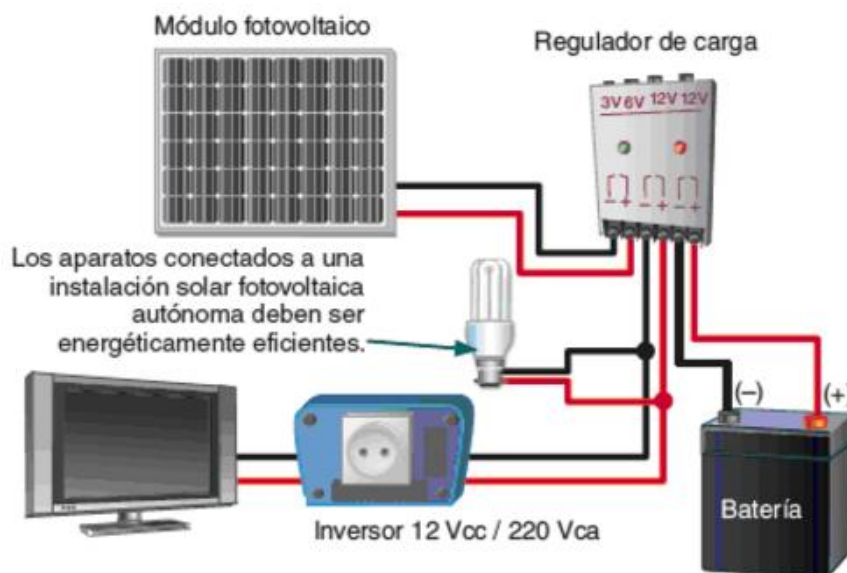 Módulo fotovoltaico
Regulador de carga
3V 6V 12V 12V
- + - + - +
Los aparatos conectados a una
instalación solar fotovoltaica
autónoma deben ser
energéticamente eficientes.
(–) (+)
Batería
Inversor 12 Vcc / 220 Vca